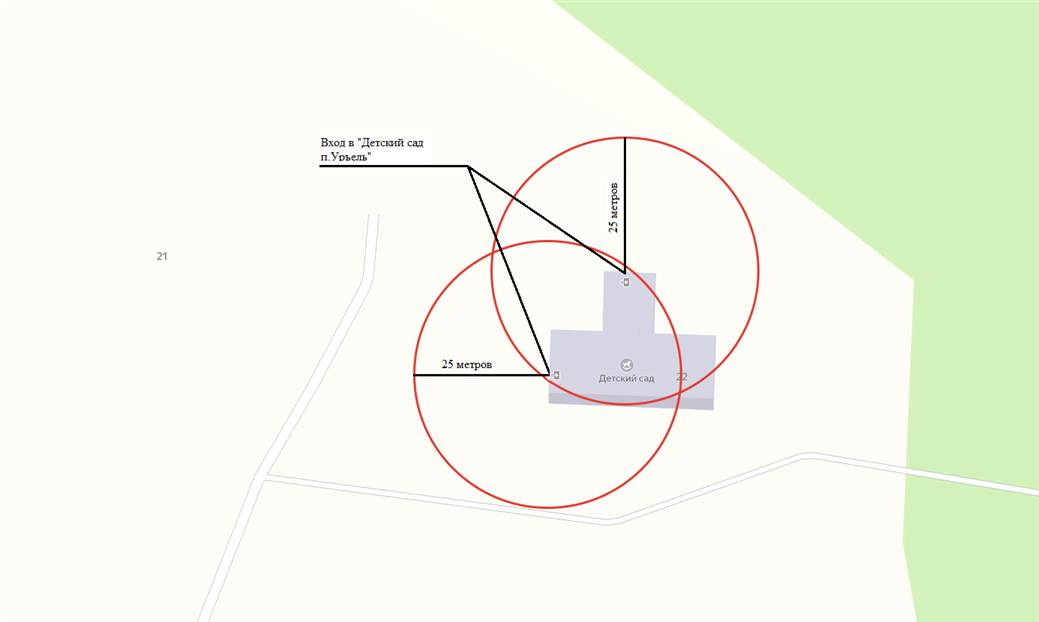 Вход в "Детский сад
п.Уръель"
25 метров
21
25 метров
Детский сад
22